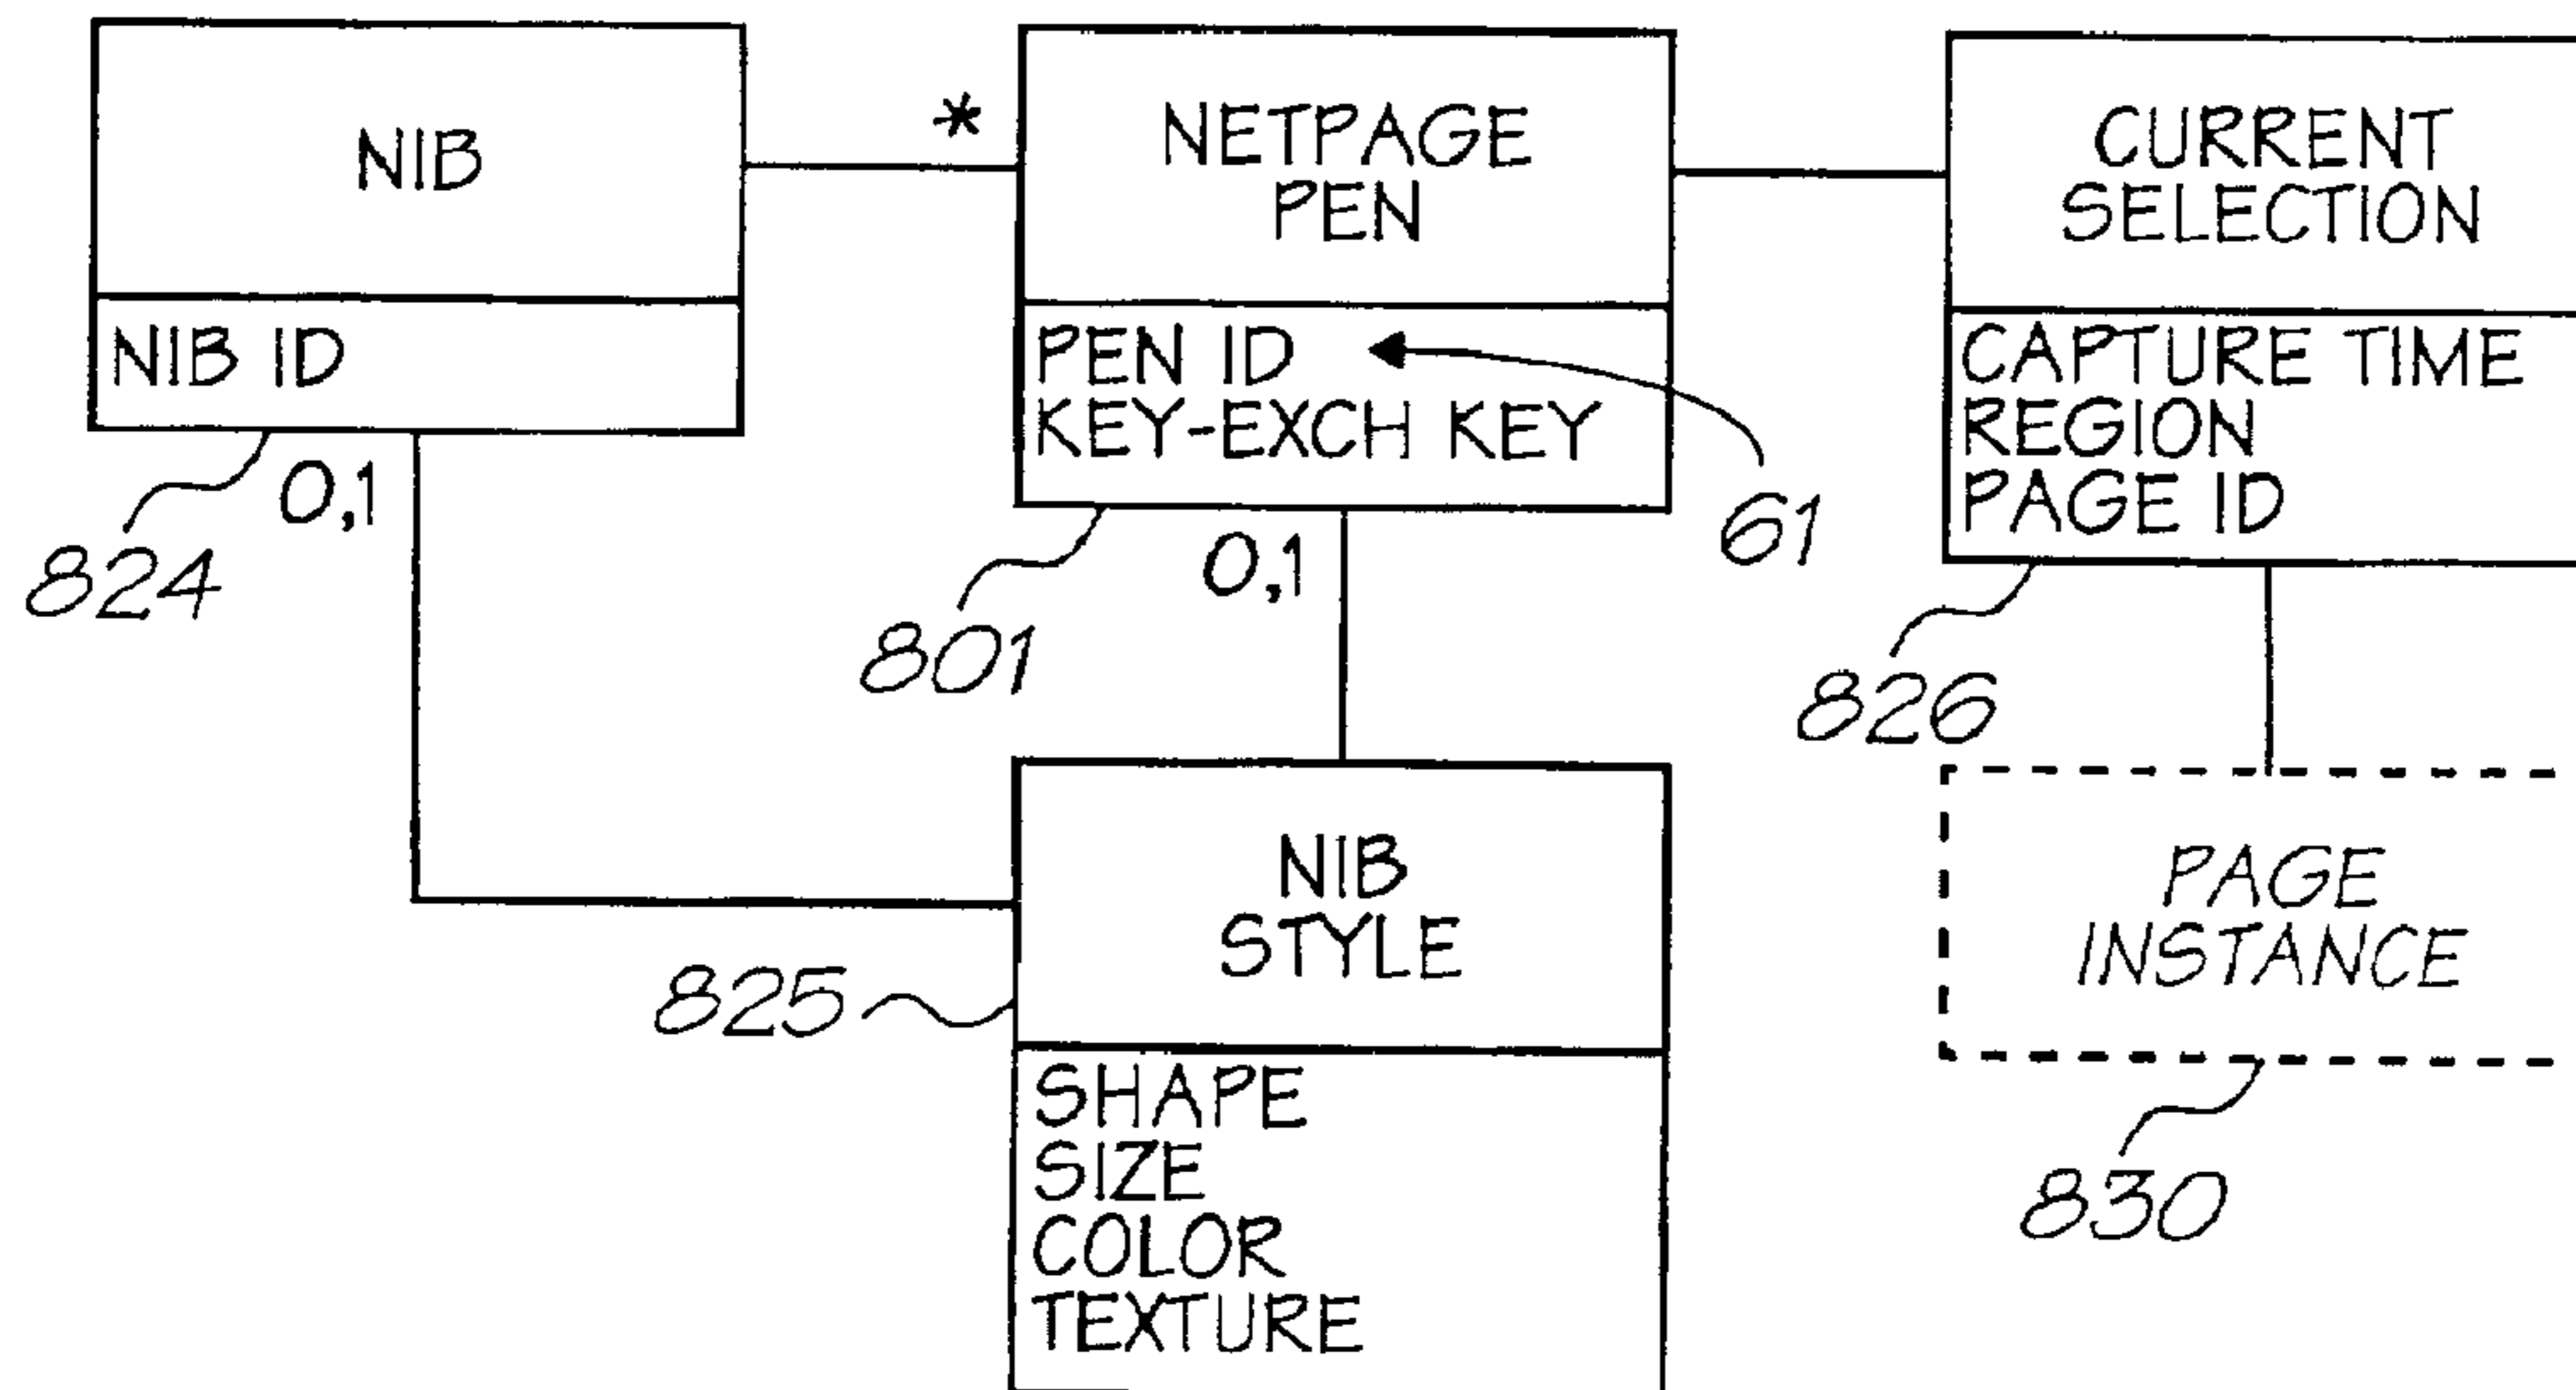 NIB
NIB ID
0,1
824
*
NETPAGE
PEN
PEN ID
KEY-EXCH KEY
61
0,1
801
CURRENT
SELECTION
CAPTURE TIME
REGION
PAGE ID
826
NIB
STYLE
825
SHAPE
SIZE
COLOR
TEXTURE
PAGE
INSTANCE
830